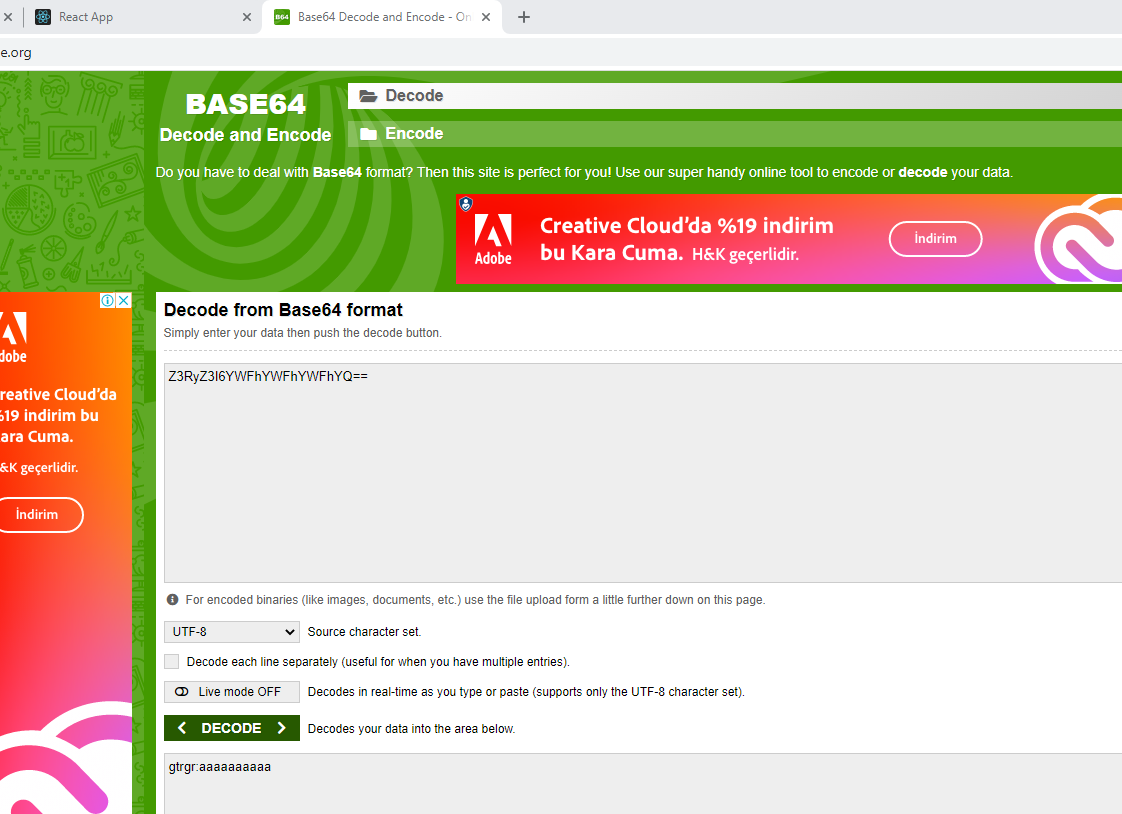 React App
Base64 Decode and Encode - On
e.org
BASE64
Decode and Encode
Decode
Encode
Do you have to deal with Base64 format? Then this site is perfect for you! Use our super handy online tool to encode or decode your data.
Adobe
Creative Cloud'da %19 indirim
bu Kara Cuma. H&K geçerlidir.
İndirim
dobe
reative Cloud'da
%19 indirim bu
ara Cuma.
&K geçerlidir.
İndirim
Decode from Base64 format
Simply enter your data then push the decode button.
Z3RyZ3I6YWFhYWFhYWFhYQ==
For encoded binaries (like images, documents, etc.) use the file upload form a little further down on this page.
UTF-8 Source character set.
Decode each line separately (useful for when you have multiple entries).
Live mode OFF Decodes in real-time as you type or paste (supports only the UTF-8 character set).
DECODE Decodes your data into the area below.
gtrgr:aaaaaaaaaa